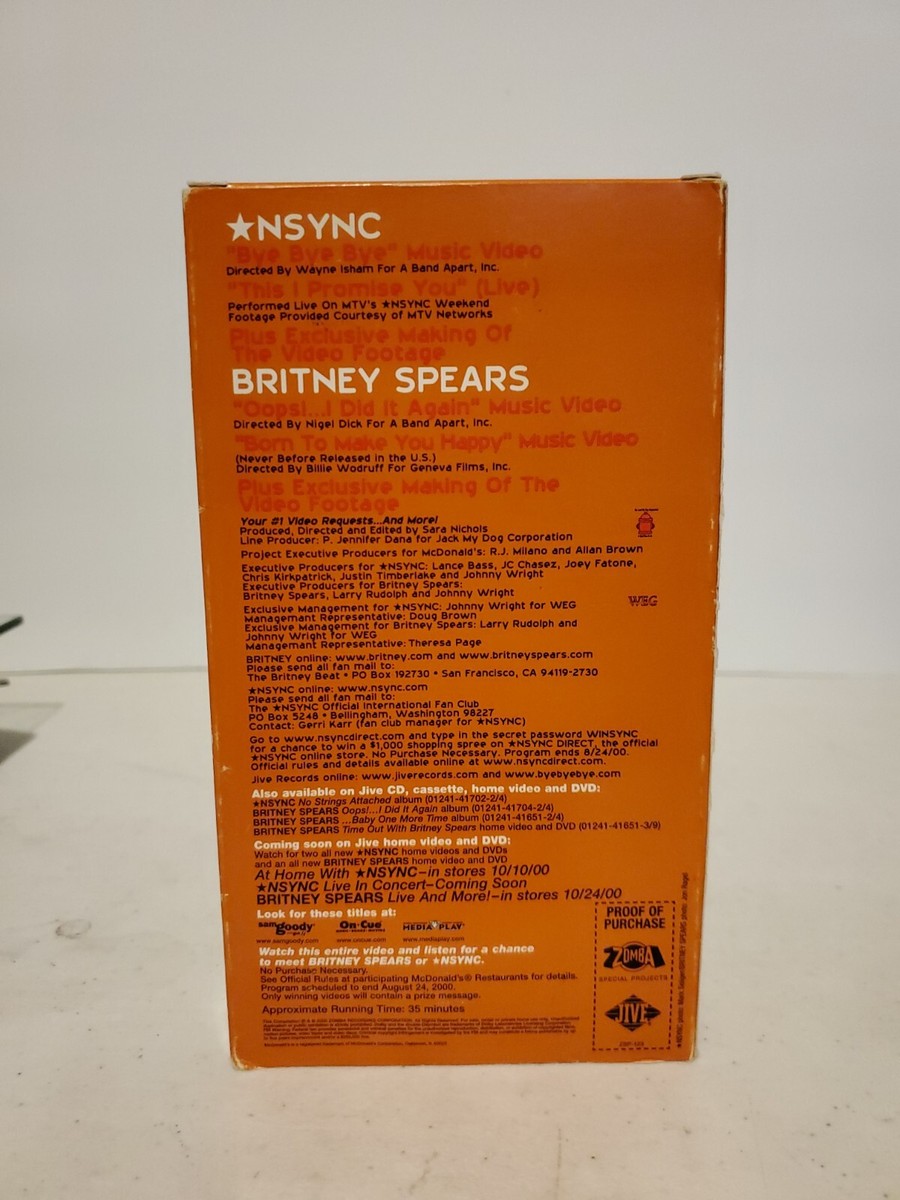 ★NSYNC
"Bye Bye Bye" Music Video
Directed By Wayne Isham For A Band Apart, Inc.
"This I Promise You" (Live)
Performed Live On MTV's ★NSYNC Weekend
Footage Provided Courtesy of MTV Networks
Plus Exclusive Making Of
The Video Footage
BRITNEY SPEARS
"Oops!...I Did It Again" Music Video
Directed By Nigel Dick For A Band Apart, Inc.
"Born To Make You Happy" Music Video
(Never Before Released in the U.S.)
Directed By Billie Wodruff For Geneva Films, Inc.
Plus Exclusive Making Of The
Video Footage
Your #1 Video Requests...And More!
Produced, Directed and Edited by Sara Nichols
Line Producer: P. Jennifer Dana for Jack My Dog Corporation
Project Executive Producers for McDonald's: R.J. Milano and Allan Brown
Executive Producers for ★NSYNC: Lance Bass, JC Chasez, Joey Fatone,
Chris Kirkpatrick, Justin Timberlake and Johnny Wright
Executive Producers for Britney Spears:
Britney Spears, Larry Rudolph and Johnny Wright
WEG
Exclusive Management for ★NSYNC: Johnny Wright for WEG
Managemant Representative: Doug Brown
Exclusive Management for Britney Spears: Larry Rudolph and
Johnny Wright for WEG
Managemant Representative: Theresa Page
BRITNEY online: www.britney.com and www.britneyspears.com
Please send all fan mail to:
The Britney Beat • PO Box 192730 • San Francisco, CA 94119-2730
★NSYNC online: www.nsync.com
Please send all fan mail to:
The ★NSYNC Official International Fan Club
PO Box 5248 • Bellingham, Washington 98227
Contact: Gerri Karr (fan club manager for ★NSYNC)
Go to www.nsyncdirect.com and type in the secret password WINSYNC
for a chance to win a $1,000 shopping spree on ★NSYNC DIRECT, the official
★NSYNC online store. No Purchase Necessary. Program ends 8/24/00.
Official rules and details available online at www.nsyncdirect.com.
Jive Records online: www.jiverecords.com and www.byebyebye.com
Also available on Jive CD, cassette, home video and DVD:
★NSYNC No Strings Attached album (01241-41702-2/4)
BRITNEY SPEARS Oops!...I Did It Again album (01241-41704-2/4)
BRITNEY SPEARS ...Baby One More Time album (01241-41651-2/4)
BRITNEY SPEARS Time Out With Britney Spears home video and DVD (01241-41651-3/9)
Coming soon on Jive home video and DVD:
Watch for two all new ★NSYNC home videos and DVDs
and an all new BRITNEY SPEARS home video and DVD
At Home With ★NSYNC–in stores 10/10/00
★NSYNC Live In Concert–Coming Soon
BRITNEY SPEARS Live And More!–in stores 10/24/00
Look for these titles at:
sam goody
On·Cue
MEDIA PLAY
www.samgoody.com
www.oncue.com
www.mediaplay.com
Watch this entire video and listen for a chance
to meet BRITNEY SPEARS or ★NSYNC.
No Purchase Necessary.
See Official Rules at participating McDonald's® Restaurants for details.
Program scheduled to end August 24, 2000.
Only winning videos will contain a prize message.
Approximate Running Time: 35 minutes
PROOF OF
PURCHASE
ZOMBA
SPECIAL PROJECTS
JIVE